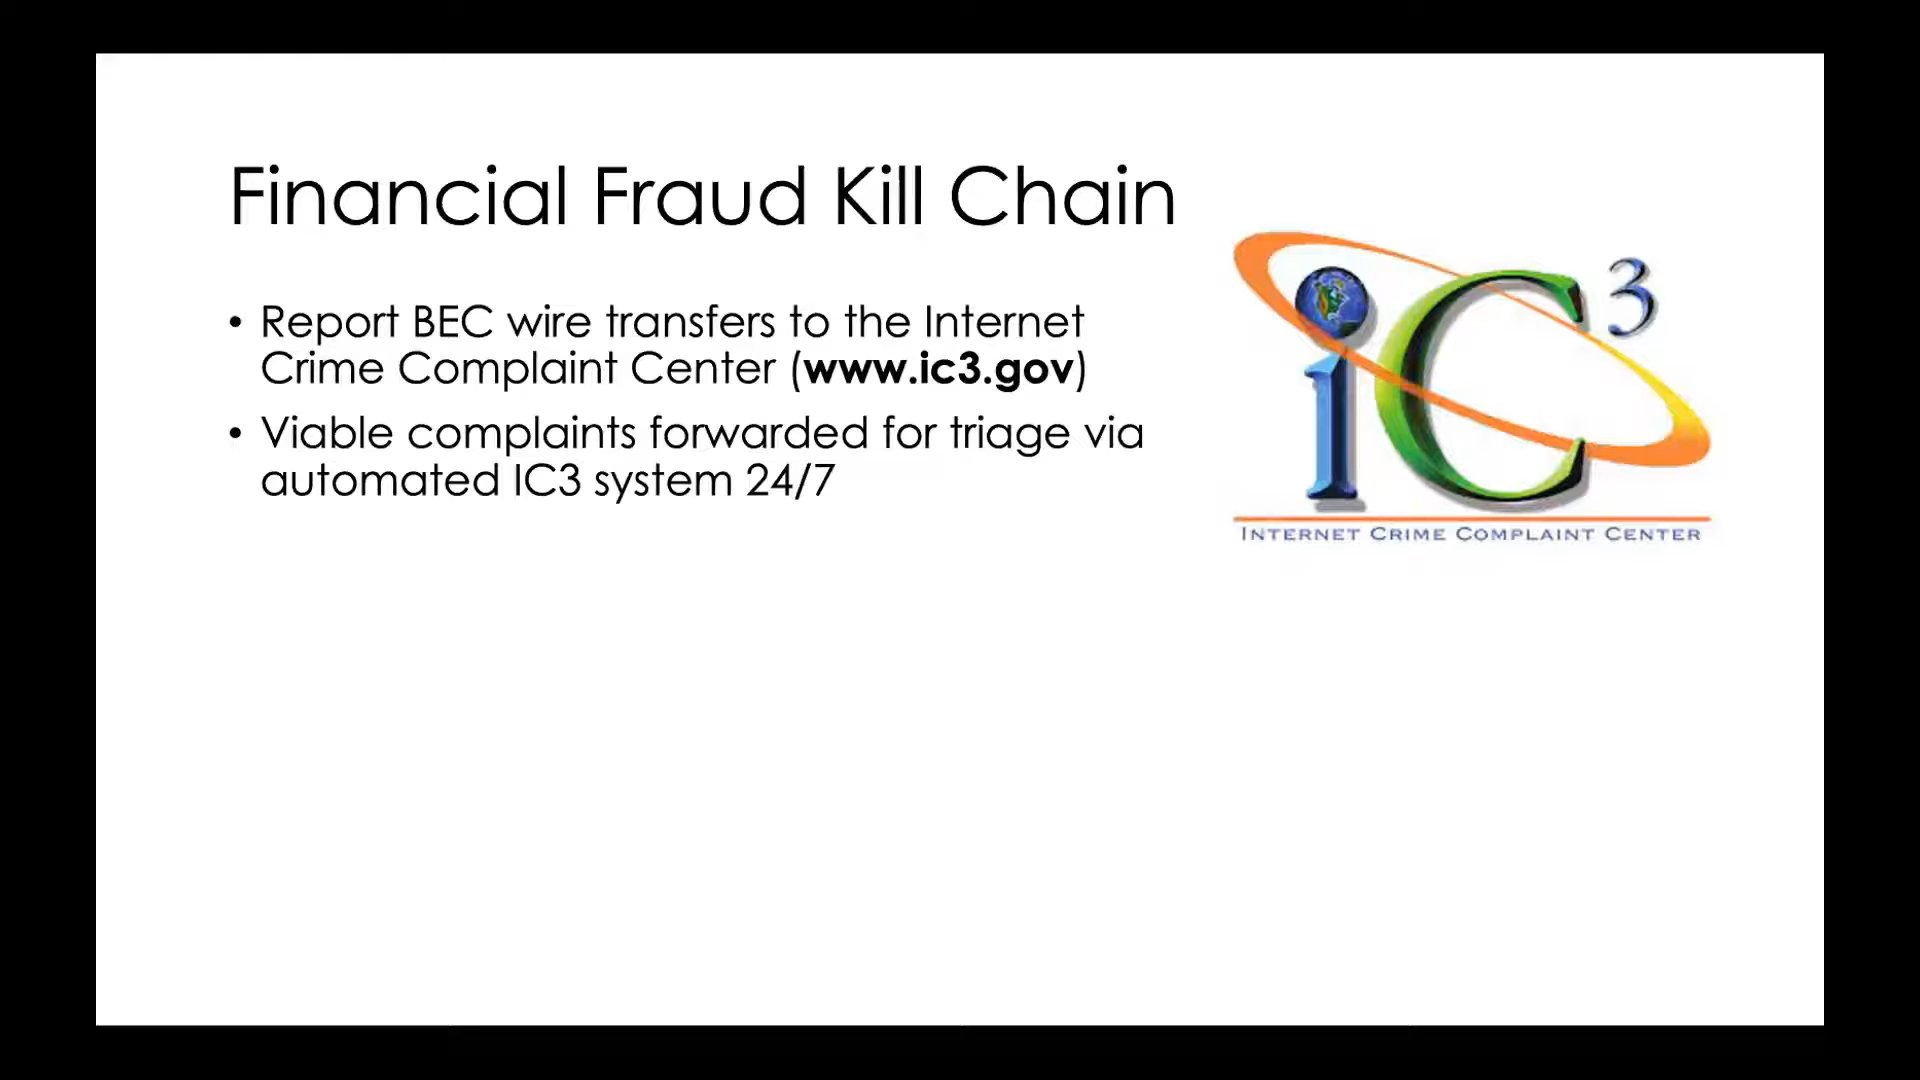 Financial Fraud Kill Chain
• Report BEC wire transfers to the Internet
Crime Complaint Center (www.ic3.gov)
• Viable complaints forwarded for triage via
automated IC3 system 24/7
iC3
INTERNET CRIME COMPLAINT CENTER